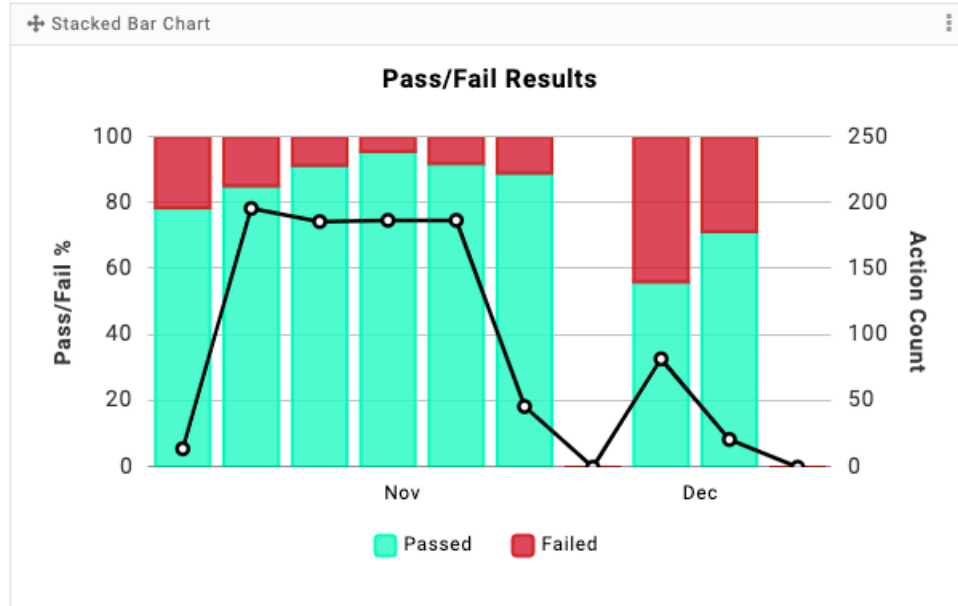 Stacked Bar Chart
Pass/Fail Results
100
80
60
40
20
0
Pass/Fail %
250
200
150
100
50
0
Action Count
Nov
Dec
Passed
Failed